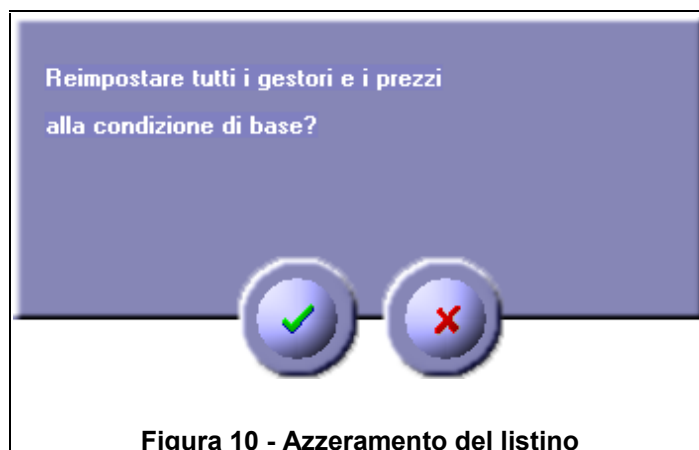 Reimpostare tutti i gestori e i prezzi
alla condizione di base?
Figura 10 - Azzeramento del listino